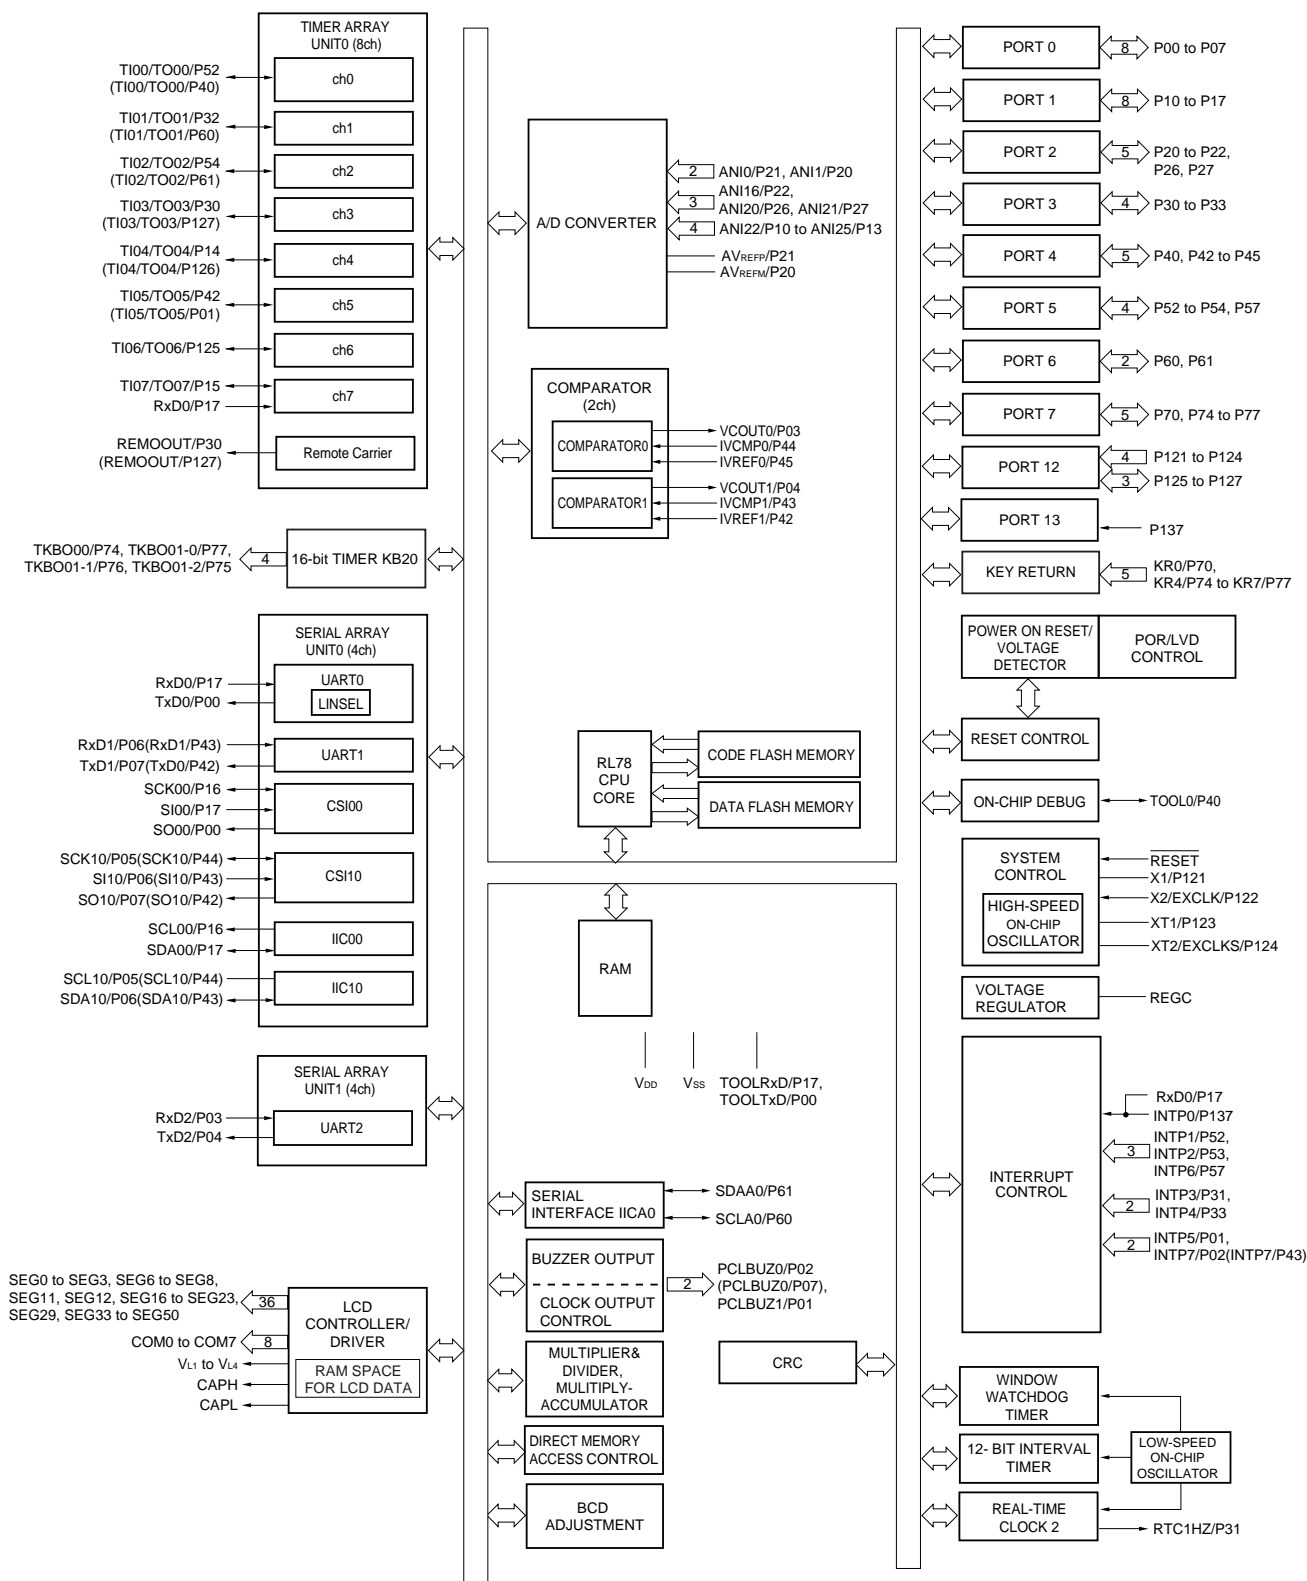 TIMER ARRAY
UNIT0 (8ch)
TI00/TO00/P52
(TI00/TO00/P40)
ch0
TI01/TO01/P32
(TI01/TO01/P60)
ch1
TI02/TO02/P54
(TI02/TO02/P61)
ch2
TI03/TO03/P30
(TI03/TO03/P127)
ch3
TI04/TO04/P14
(TI04/TO04/P126)
ch4
TI05/TO05/P42
(TI05/TO05/P01)
ch5
TI06/TO06/P125
ch6
TI07/TO07/P15
RxD0/P17
ch7
REMOOUT/P30
(REMOOUT/P127)
Remote Carrier
TKBO00/P74, TKBO01-0/P77,
TKBO01-1/P76, TKBO01-2/P75
4
16-bit TIMER KB20
SERIAL ARRAY
UNIT0 (4ch)
RxD0/P17
TxD0/P00
UART0
LINSEL
RxD1/P06(RxD1/P43)
TxD1/P07(TxD0/P42)
UART1
SCK00/P16
SI00/P17
SO00/P00
CSI00
SCK10/P05(SCK10/P44)
SI10/P06(SI10/P43)
SO10/P07(SO10/P42)
CSI10
SCL00/P16
SDA00/P17
IIC00
SCL10/P05(SCL10/P44)
SDA10/P06(SDA10/P43)
IIC10
SERIAL ARRAY
UNIT1 (4ch)
RxD2/P03
TxD2/P04
UART2
SEG0 to SEG3, SEG6 to SEG8,
SEG11, SEG12, SEG16 to SEG23,
SEG29, SEG33 to SEG50
36
COM0 to COM7
8
VL1 to VL4
CAPH
CAPL
LCD
CONTROLLER/
DRIVER
RAM SPACE
FOR LCD DATA
A/D CONVERTER
2
ANI0/P21, ANI1/P20
3
ANI16/P22,
ANI20/P26, ANI21/P27
4
ANI22/P10 to ANI25/P13
AVREFP/P21
AVREFM/P20
COMPARATOR
(2ch)
COMPARATOR0
VCOUT0/P03
IVCMP0/P44
IVREF0/P45
COMPARATOR1
VCOUT1/P04
IVCMP1/P43
IVREF1/P42
RL78
CPU
CORE
CODE FLASH MEMORY
DATA FLASH MEMORY
RAM
VDD
VSS
TOOLRxD/P17,
TOOLTxD/P00
SERIAL
INTERFACE IICA0
SDAA0/P61
SCLA0/P60
BUZZER OUTPUT
CLOCK OUTPUT
CONTROL
2
PCLBUZ0/P02
(PCLBUZ0/P07),
PCLBUZ1/P01
MULTIPLIER&
DIVIDER,
MULITIPLY-
ACCUMULATOR
CRC
DIRECT MEMORY
ACCESS CONTROL
BCD
ADJUSTMENT
PORT 0
8
P00 to P07
PORT 1
8
P10 to P17
PORT 2
5
P20 to P22,
P26, P27
PORT 3
4
P30 to P33
PORT 4
5
P40, P42 to P45
PORT 5
4
P52 to P54, P57
PORT 6
2
P60, P61
PORT 7
5
P70, P74 to P77
PORT 12
4
P121 to P124
3
P125 to P127
PORT 13
P137
KEY RETURN
5
KR0/P70,
KR4/P74 to KR7/P77
POWER ON RESET/
VOLTAGE
DETECTOR
POR/LVD
CONTROL
RESET CONTROL
ON-CHIP DEBUG
TOOL0/P40
SYSTEM
CONTROL
HIGH-SPEED
ON-CHIP
OSCILLATOR
RESET
X1/P121
X2/EXCLK/P122
XT1/P123
XT2/EXCLKS/P124
VOLTAGE
REGULATOR
REGC
INTERRUPT
CONTROL
RxD0/P17
INTP0/P137
3
INTP1/P52,
INTP2/P53,
INTP6/P57
2
INTP3/P31,
INTP4/P33
2
INTP5/P01,
INTP7/P02(INTP7/P43)
WINDOW
WATCHDOG
TIMER
12- BIT INTERVAL
TIMER
LOW-SPEED
ON-CHIP
OSCILLATOR
REAL-TIME
CLOCK 2
RTC1HZ/P31